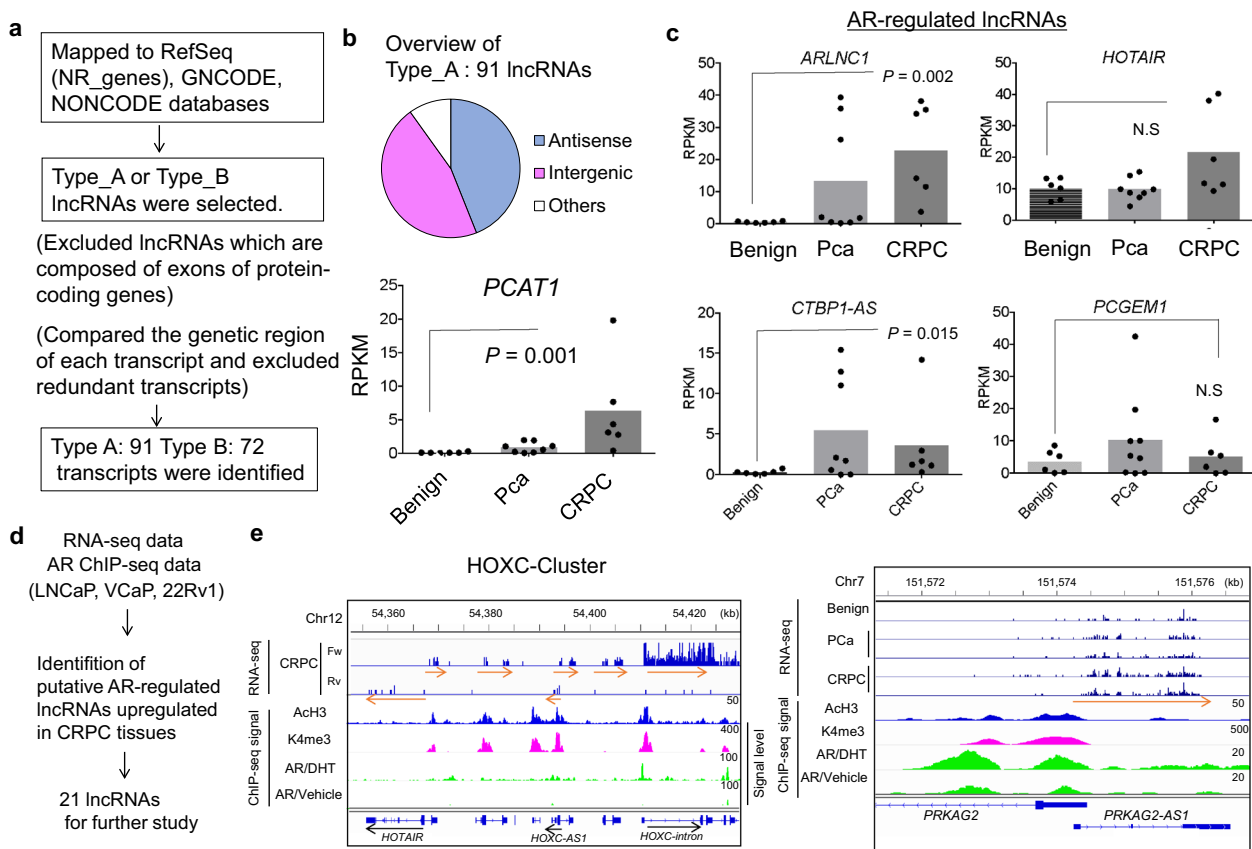 a
Mapped to RefSeq
(NR_genes), GNCODE,
NONCODE databases
Type_A or Type_B
lncRNAs were selected.
(Excluded lncRNAs which are
composed of exons of protein-
coding genes)
(Compared the genetic region
of each transcript and excluded
redundant transcripts)
Type A: 91 Type B: 72
transcripts were identified
b
Overview of
Type_A : 91 lncRNAs
Antisense
Intergenic
Others
PCAT1
P = 0.001
RPKM
25
20
15
10
5
0
Benign
Pca
CRPC
c
AR-regulated lncRNAs
ARLNC1
P = 0.002
RPKM
50
40
30
20
10
0
Benign
Pca
CRPC
HOTAIR
N.S
RPKM
50
40
30
20
10
0
Benign
Pca
CRPC
CTBP1-AS
P = 0.015
RPKM
15
10
5
0
Benign
PCa
CRPC
PCGEM1
N.S
RPKM
50
40
30
20
10
0
Benign
PCa
CRPC
d
RNA-seq data
AR ChIP-seq data
(LNCaP, VCaP, 22Rv1)
Identifition of
putative AR-regulated
lncRNAs upregulated
in CRPC tissues
21 lncRNAs
for further study
e
HOXC-Cluster
Chr12
54,360
54,380
54,400
54,420
(kb)
RNA-seq
CRPC
Fw
Rv
ChIP-seq signal
AcH3
50
K4me3
400
AR/DHT
100
AR/Vehicle
100
Signal level
HOTAIR
HOXC-AS1
HOXC-intron
Chr7
151,572
151,574
151,576
(kb)
RNA-seq
Benign
PCa
CRPC
ChIP-seq signal
AcH3
50
K4me3
500
AR/DHT
20
AR/Vehicle
20
PRKAG2
PRKAG2-AS1